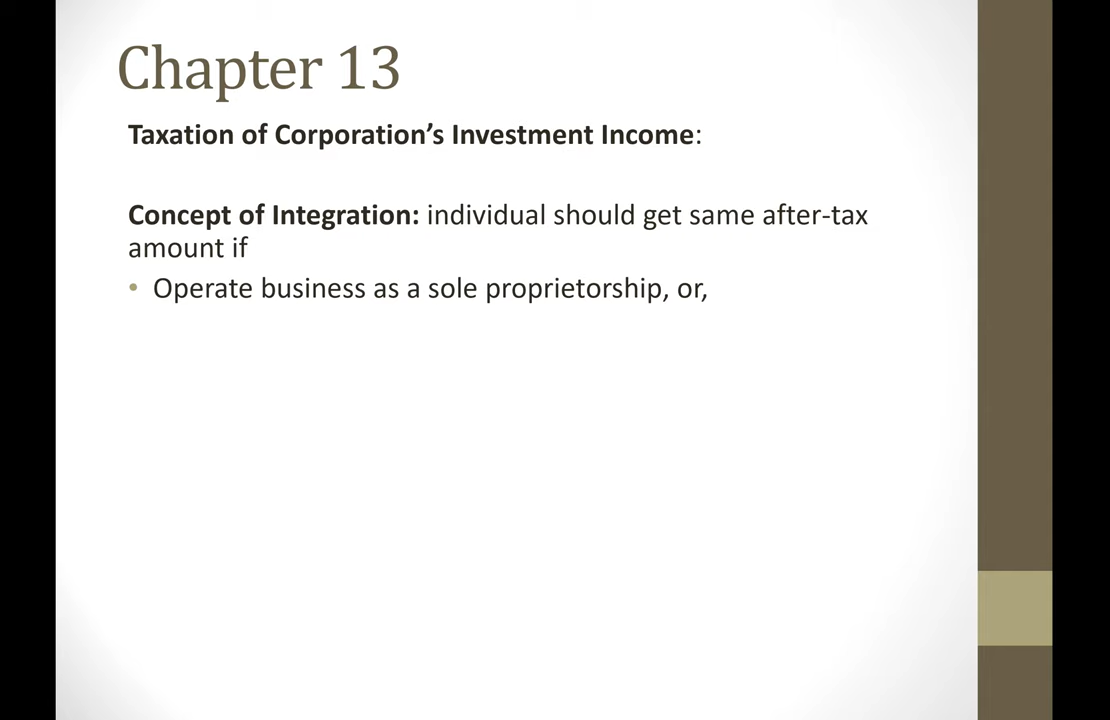 Chapter 13
Taxation of Corporation’s Investment Income:
Concept of Integration: individual should get same after-tax
amount if
• Operate business as a sole proprietorship, or,